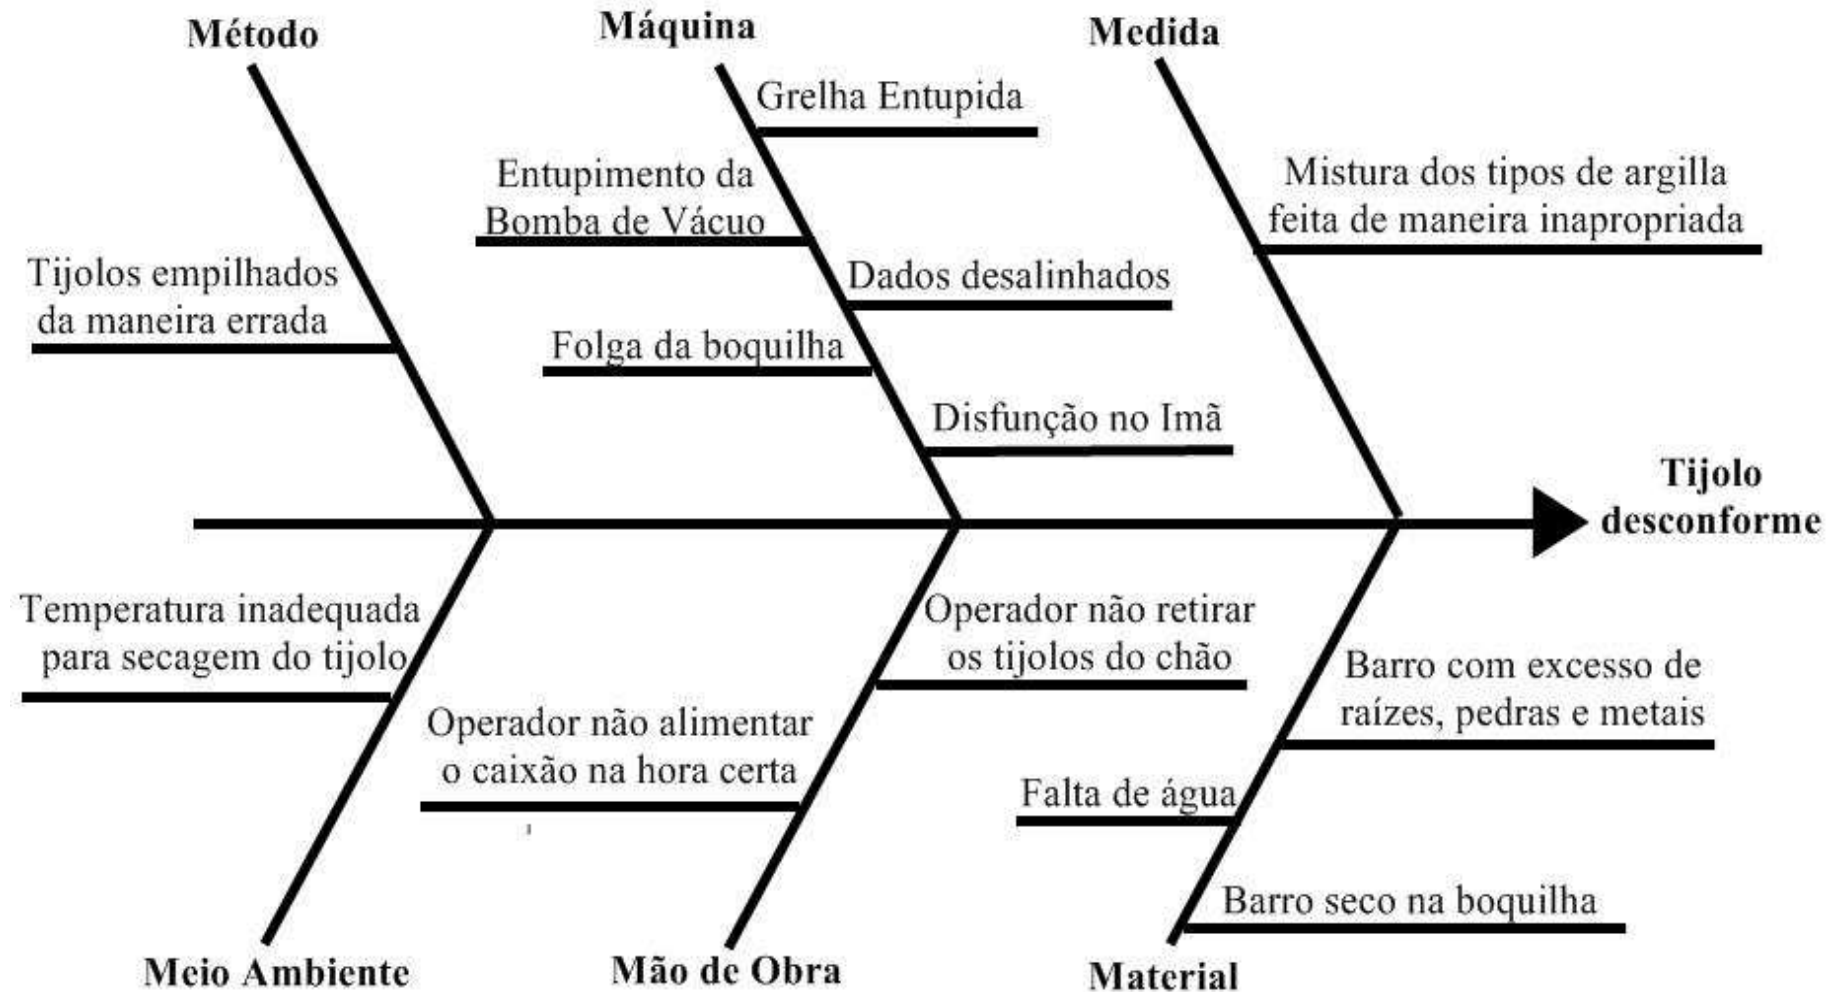 Método
Máquina
Medida
Grelha Entupida
Entupimento da
Bomba de Vácuo
Mistura dos tipos de argilla
feita de maneira inapropriada
Tijolos empilhados
da maneira errada
Dados desalinhados
Folga da boquilha
Disfunção no Imã
Tijolo
desconforme
Temperatura inadequada
para secagem do tijolo
Operador não retirar
os tijolos do chão
Operador não alimentar
o caixão na hora certa
Barro com excesso de
raízes, pedras e metais
Falta de água
Barro seco na boquilha
Meio Ambiente
Mão de Obra
Material